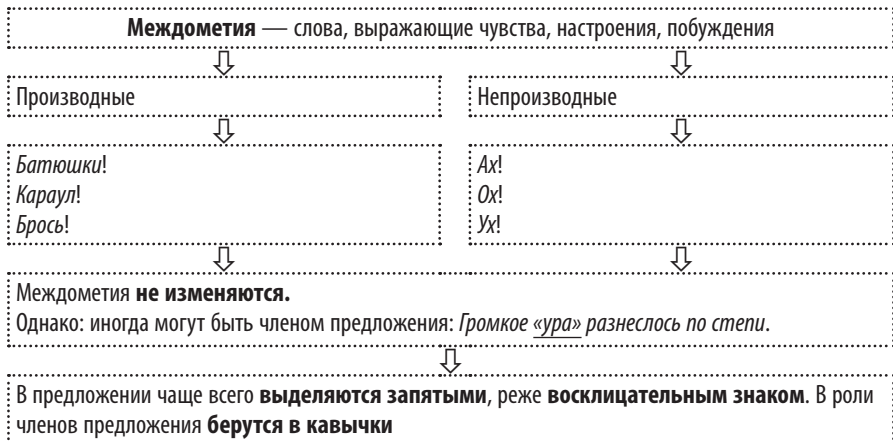 Междометия — слова, выражающие чувства, настроения, побуждения
Производные
Непроизводные
Батюшки!
Караул!
Брось!
Ах!
Ох!
Ух!
Междометия не изменяются.
Однако: иногда могут быть членом предложения: Громкое «ура» разнеслось по степи.
В предложении чаще всего выделяются запятыми, реже восклицательным знаком. В роли
членов предложения берутся в кавычки